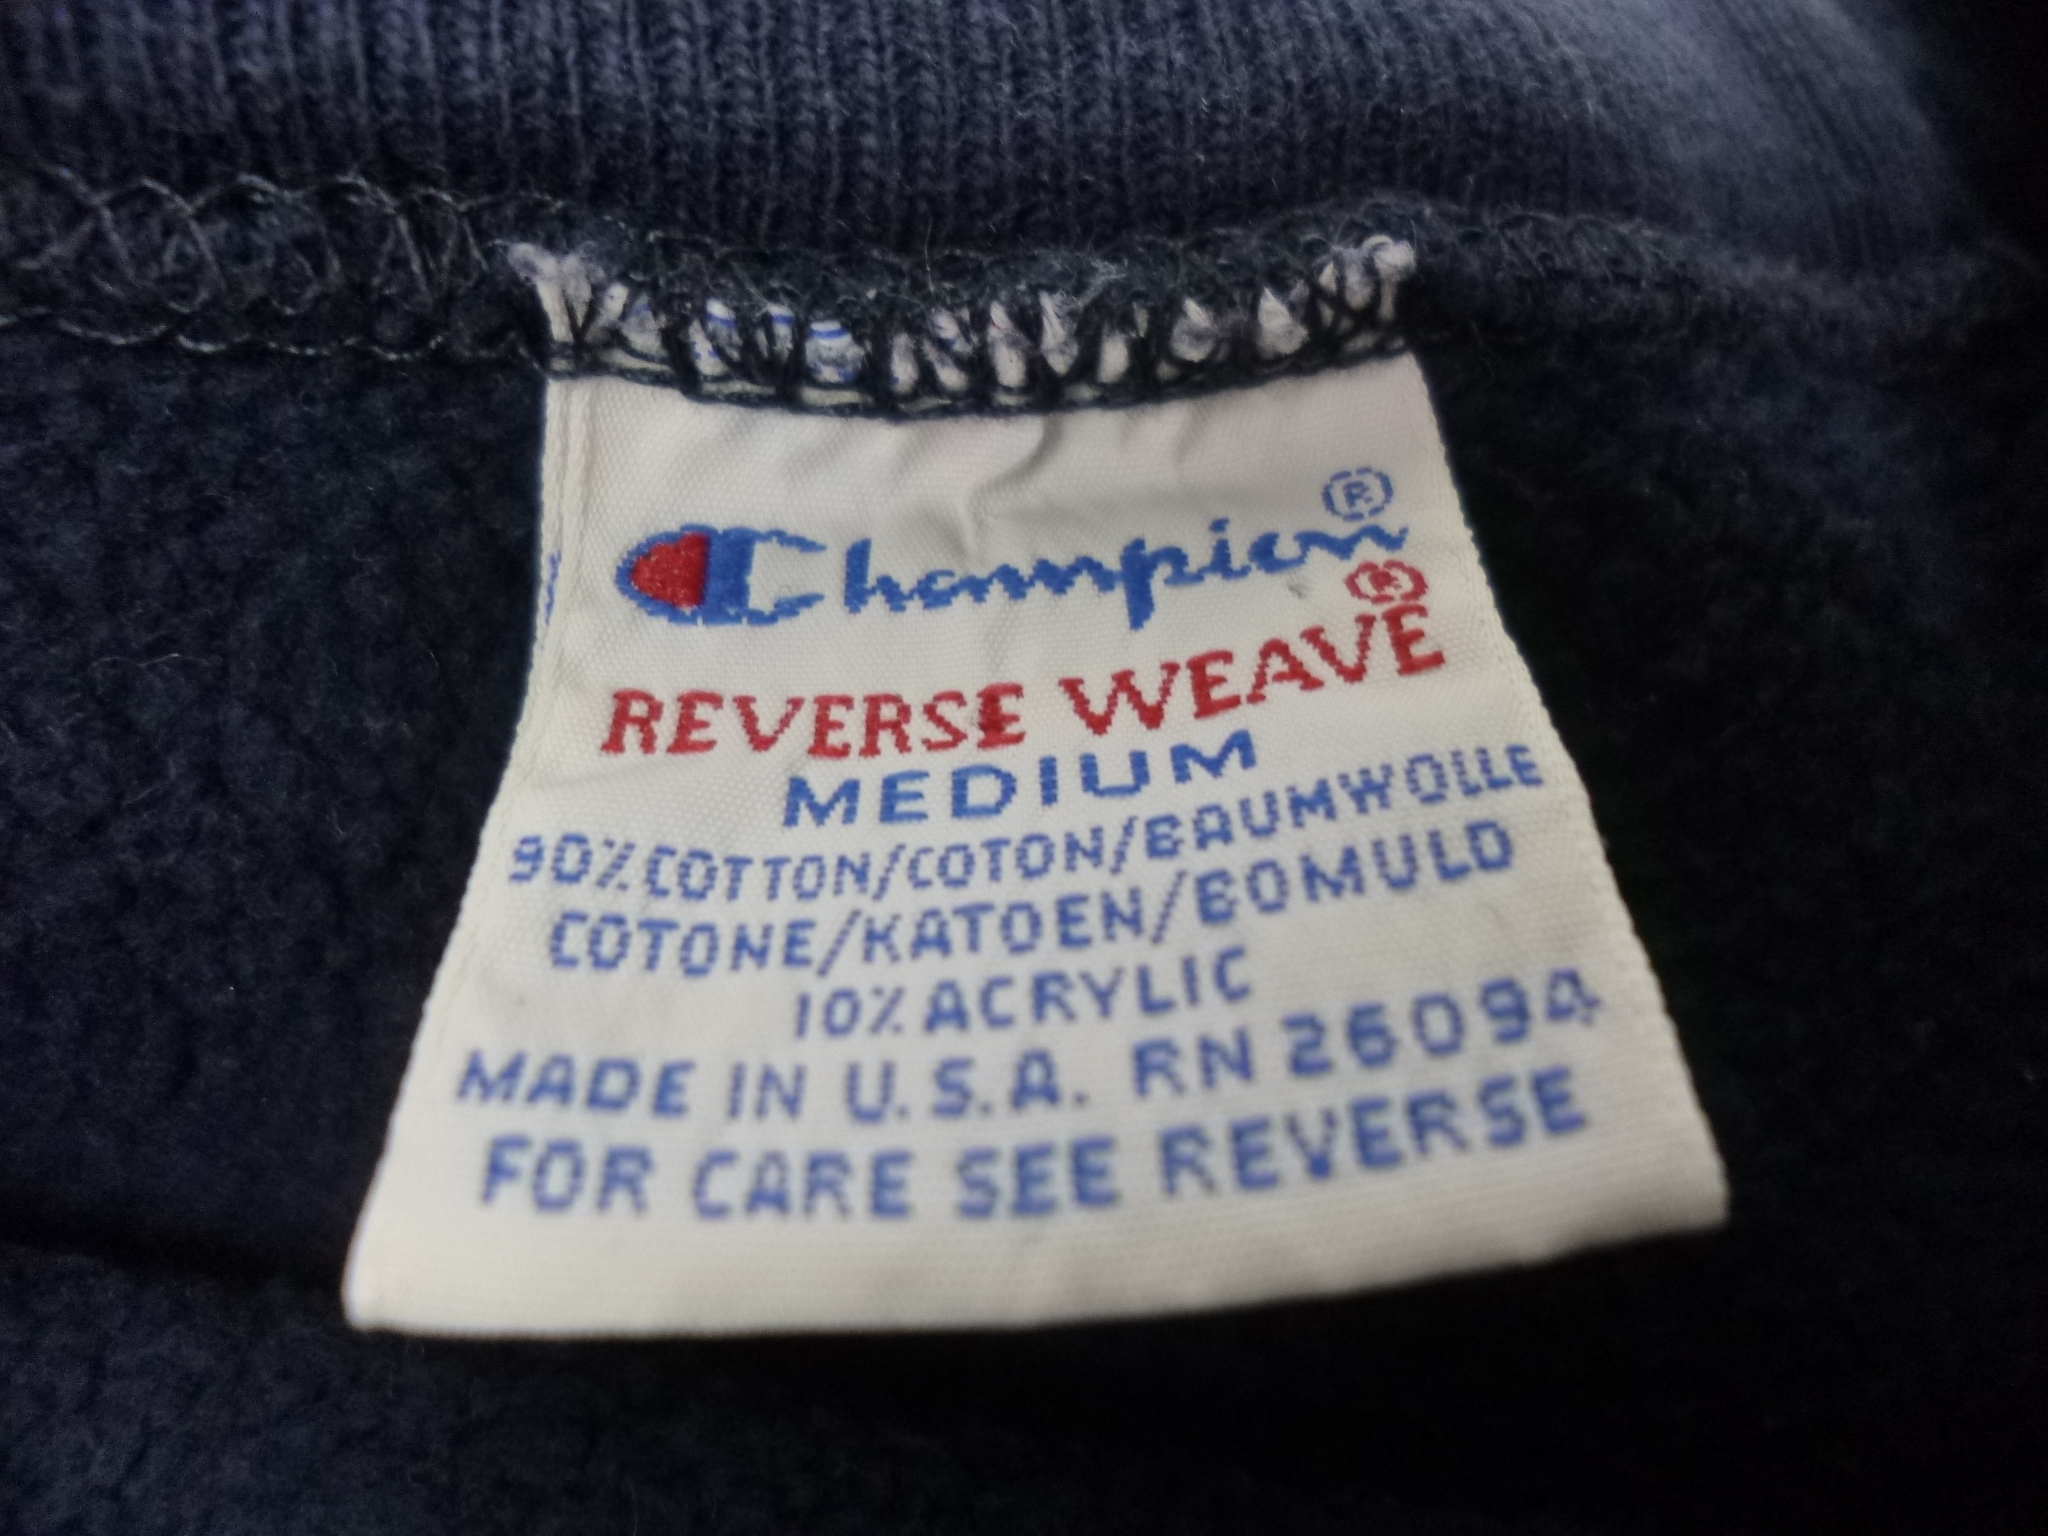 Champion®
®
REVERSE WEAVE
MEDIUM
90% COTTON/COTON/BAUMWOLLE
COTONE/KATOEN/BOMULD
10% ACRYLIC
MADE IN U.S.A. RN 26094
FOR CARE SEE REVERSE